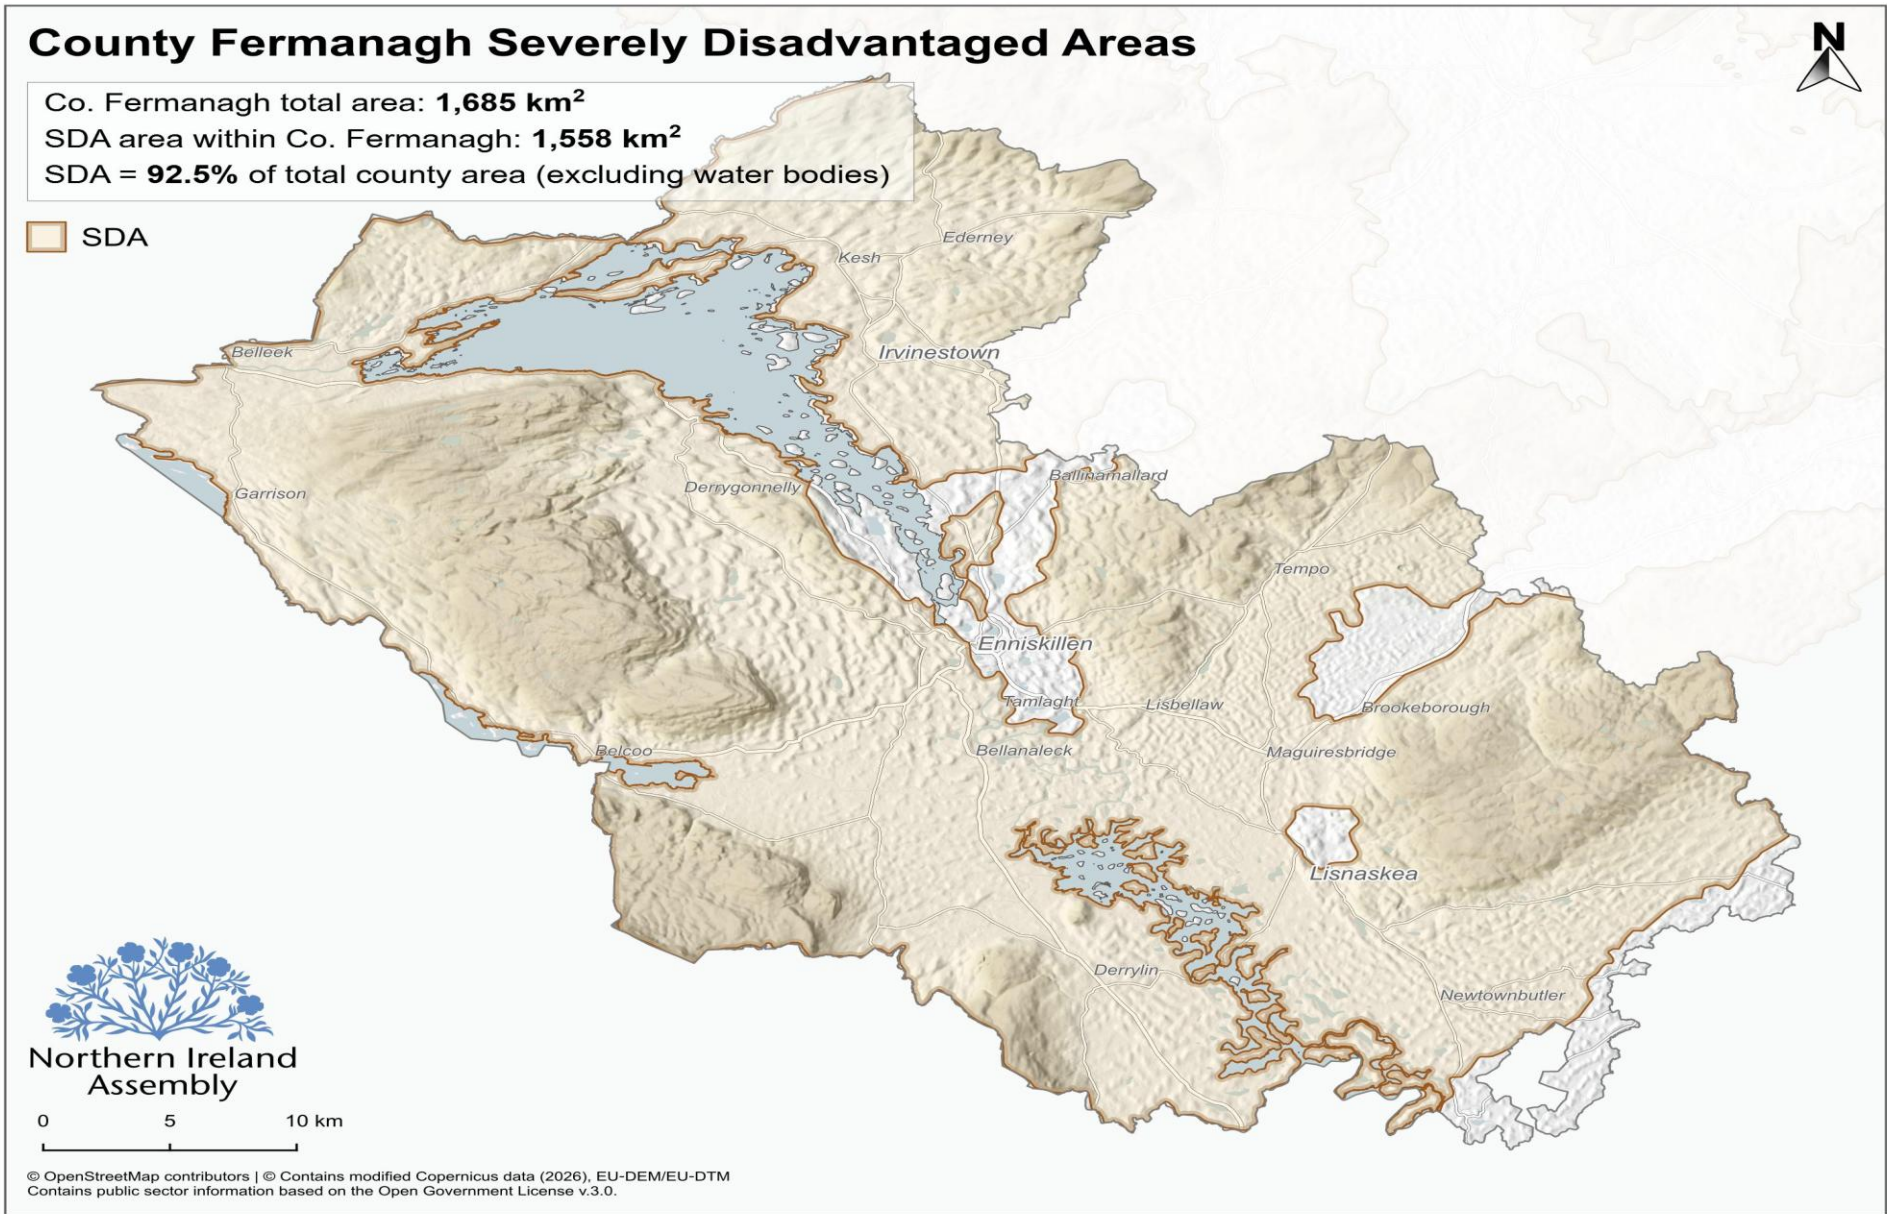 County Fermanagh Severely Disadvantaged Areas
N
Co. Fermanagh total area: 1,685 km²
SDA area within Co. Fermanagh: 1,558 km²
SDA = 92.5% of total county area (excluding water bodies)
SDA
Ederney
Kesh
Belleek
Irvinestown
Ballinamallard
Derrygonnelly
Garrison
Tempo
Enniskillen
Tamlaght
Lisbellaw
Brookeborough
Belcoo
Bellanaleck
Maguiresbridge
Lisnaskea
Derrylin
Newtownbutler
Northern Ireland
Assembly
0 5 10 km
© OpenStreetMap contributors | © Contains modified Copernicus data (2026), EU-DEM/EU-DTM
Contains public sector information based on the Open Government License v.3.0.